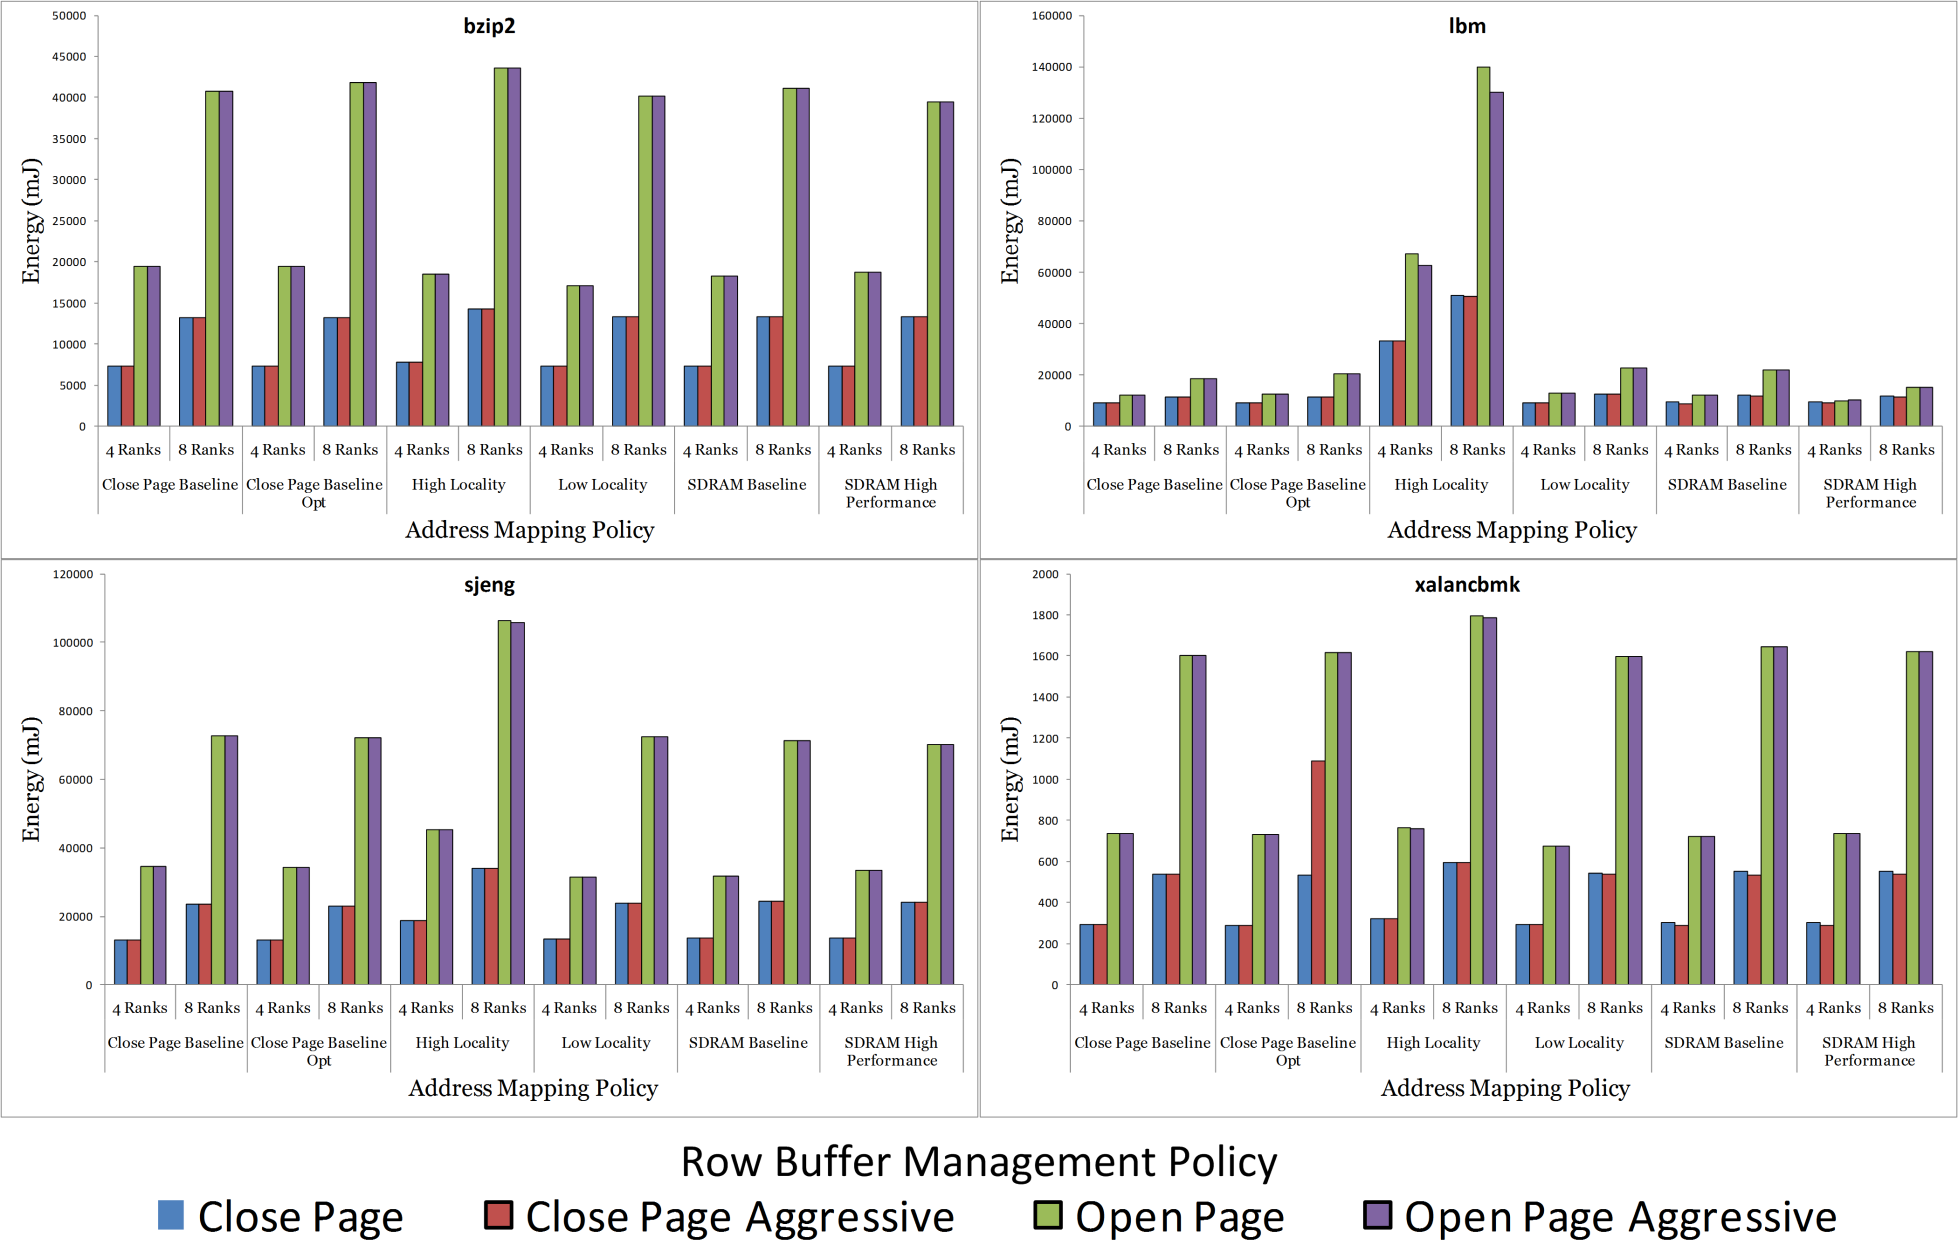 bzip2
50000
45000
40000
35000
30000
25000
20000
15000
10000
5000
0
Energy (mJ)
4 Ranks 8 Ranks 4 Ranks 8 Ranks 4 Ranks 8 Ranks 4 Ranks 8 Ranks 4 Ranks 8 Ranks 4 Ranks 8 Ranks
Close Page Baseline Close Page Baseline High Locality Low Locality SDRAM Baseline SDRAM High
Opt Performance
Address Mapping Policy
lbm
160000
140000
120000
100000
80000
60000
40000
20000
0
Energy (mJ)
4 Ranks 8 Ranks 4 Ranks 8 Ranks 4 Ranks 8 Ranks 4 Ranks 8 Ranks 4 Ranks 8 Ranks 4 Ranks 8 Ranks
Close Page Baseline Close Page Baseline High Locality Low Locality SDRAM Baseline SDRAM High
Opt Performance
Address Mapping Policy
sjeng
120000
100000
80000
60000
40000
20000
0
Energy (mJ)
4 Ranks 8 Ranks 4 Ranks 8 Ranks 4 Ranks 8 Ranks 4 Ranks 8 Ranks 4 Ranks 8 Ranks 4 Ranks 8 Ranks
Close Page Baseline Close Page Baseline High Locality Low Locality SDRAM Baseline SDRAM High
Opt Performance
Address Mapping Policy
xalancbmk
2000
1800
1600
1400
1200
1000
800
600
400
200
0
Energy (mJ)
4 Ranks 8 Ranks 4 Ranks 8 Ranks 4 Ranks 8 Ranks 4 Ranks 8 Ranks 4 Ranks 8 Ranks 4 Ranks 8 Ranks
Close Page Baseline Close Page Baseline High Locality Low Locality SDRAM Baseline SDRAM High
Opt Performance
Address Mapping Policy
Row Buffer Management Policy
Close Page Close Page Aggressive Open Page Open Page Aggressive